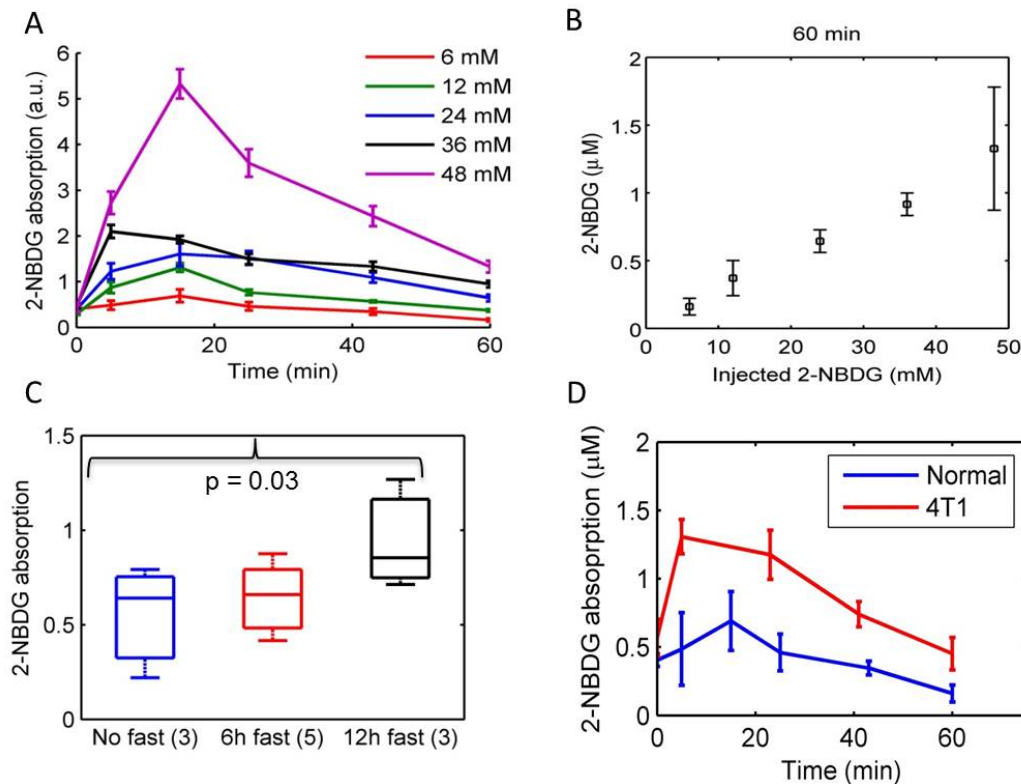 A
2-NBDG absorption (a.u.)
6
5
4
3
2
1
0
0
20
40
60
Time (min)
6 mM
12 mM
24 mM
36 mM
48 mM
B
60 min
2-NBDG (μM)
2
1.5
1
0.5
0
0
10
20
30
40
50
Injected 2-NBDG (mM)
C
2-NBDG absorption
1.5
1
0.5
0
p = 0.03
No fast (3)
6h fast (5)
12h fast (3)
D
2-NBDG absoprption (μM)
2
1.5
1
0.5
0
0
20
40
60
Time (min)
Normal
4T1